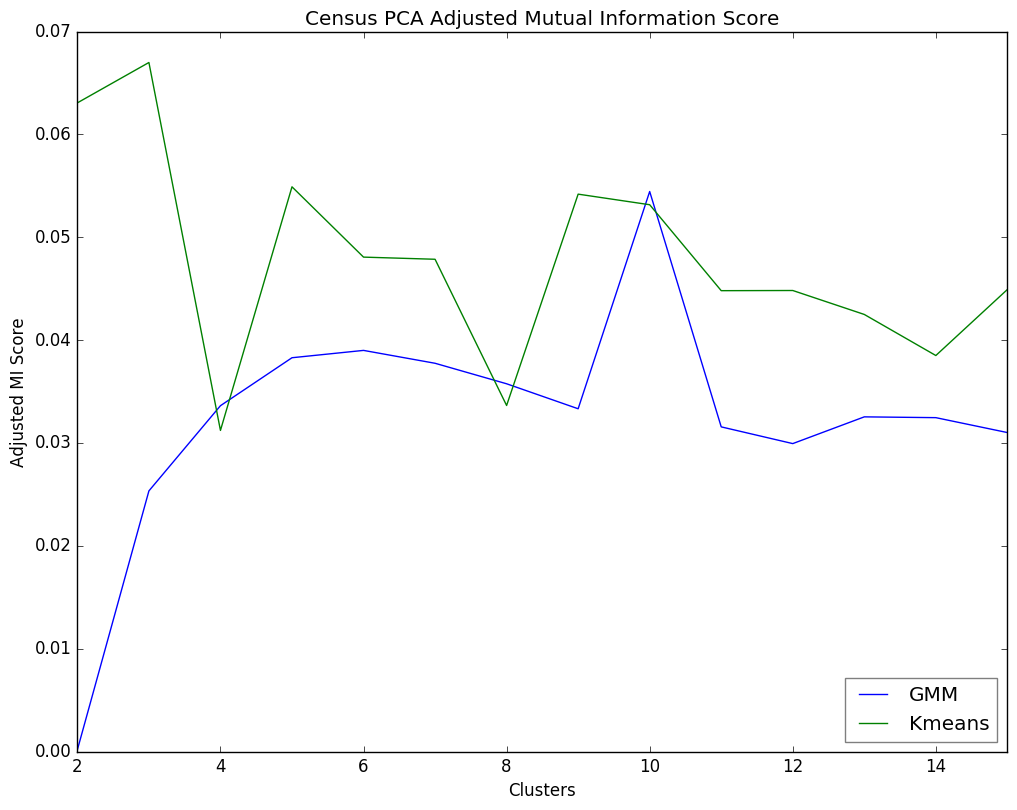 Census PCA Adjusted Mutual Information Score
0.07
0.06
0.05
0.04
0.03
0.02
0.01
0.00
Adjusted MI Score
2 4 6 8 10 12 14
Clusters
GMM
Kmeans